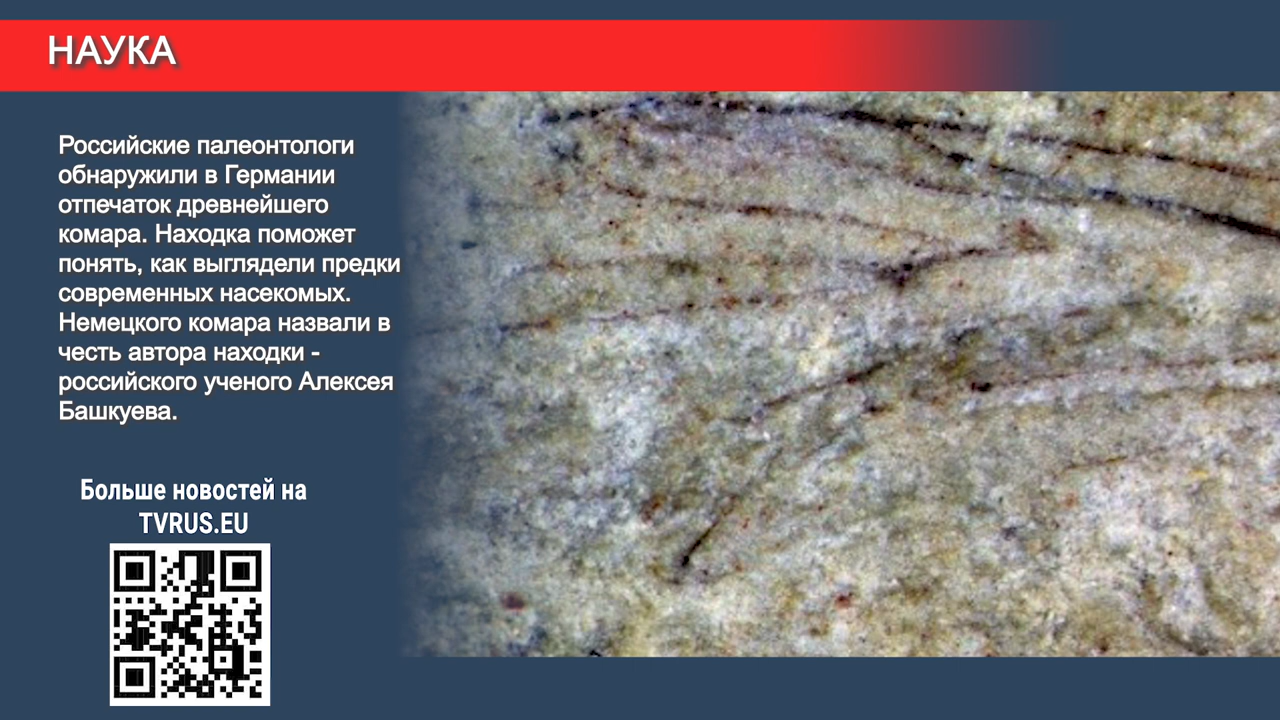 НАУКА
Российские палеонтологи
обнаружили в Германии
отпечаток древнейшего
комара. Находка поможет
понять, как выглядели предки
современных насекомых.
Немецкого комара назвали в
честь автора находки -
российского ученого Алексея
Башкуева.
Больше новостей на
TVRUS.EU